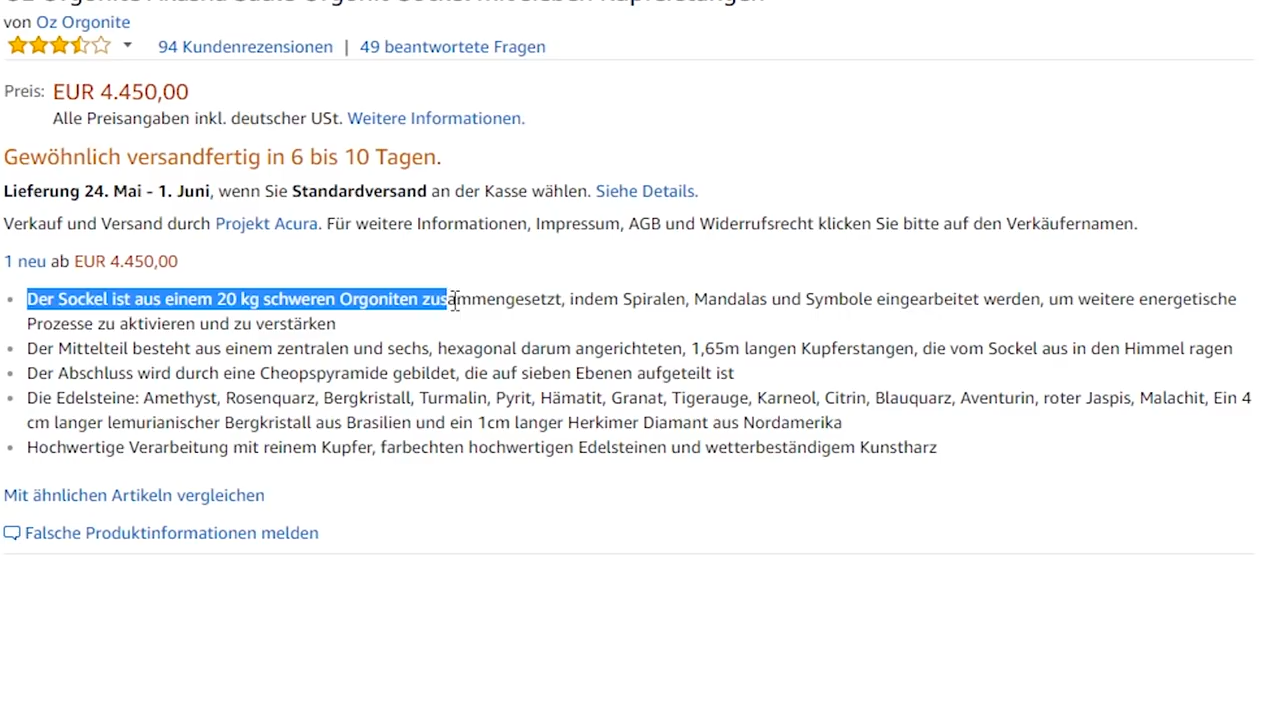 von Oz Orgonite
94 Kundenrezensionen | 49 beantwortete Fragen
Preis: EUR 4.450,00
Alle Preisangaben inkl. deutscher USt. Weitere Informationen.
Gewöhnlich versandfertig in 6 bis 10 Tagen.
Lieferung 24. Mai - 1. Juni, wenn Sie Standardversand an der Kasse wählen. Siehe Details.
Verkauf und Versand durch Projekt Acura. Für weitere Informationen, Impressum, AGB und Widerrufsrecht klicken Sie bitte auf den Verkäufernamen.
1 neu ab EUR 4.450,00
Der Sockel ist aus einem 20 kg schweren Orgoniten zusammengesetzt, indem Spiralen, Mandalas und Symbole eingearbeitet werden, um weitere energetische
Prozesse zu aktivieren und zu verstärken
Der Mittelteil besteht aus einem zentralen und sechs, hexagonal darum angerichteten, 1,65m langen Kupferstangen, die vom Sockel aus in den Himmel ragen
Der Abschluss wird durch eine Cheopspyramide gebildet, die auf sieben Ebenen aufgeteilt ist
Die Edelsteine: Amethyst, Rosenquarz, Bergkristall, Turmalin, Pyrit, Hämatit, Granat, Tigerauge, Karneol, Citrin, Blauquarz, Aventurin, roter Jaspis, Malachit, Ein 4
cm langer lemurianischer Bergkristall aus Brasilien und ein 1cm langer Herkimer Diamant aus Nordamerika
Hochwertige Verarbeitung mit reinem Kupfer, farbechten hochwertigen Edelsteinen und wetterbeständigem Kunstharz
Mit ähnlichen Artikeln vergleichen
Falsche Produktinformationen melden